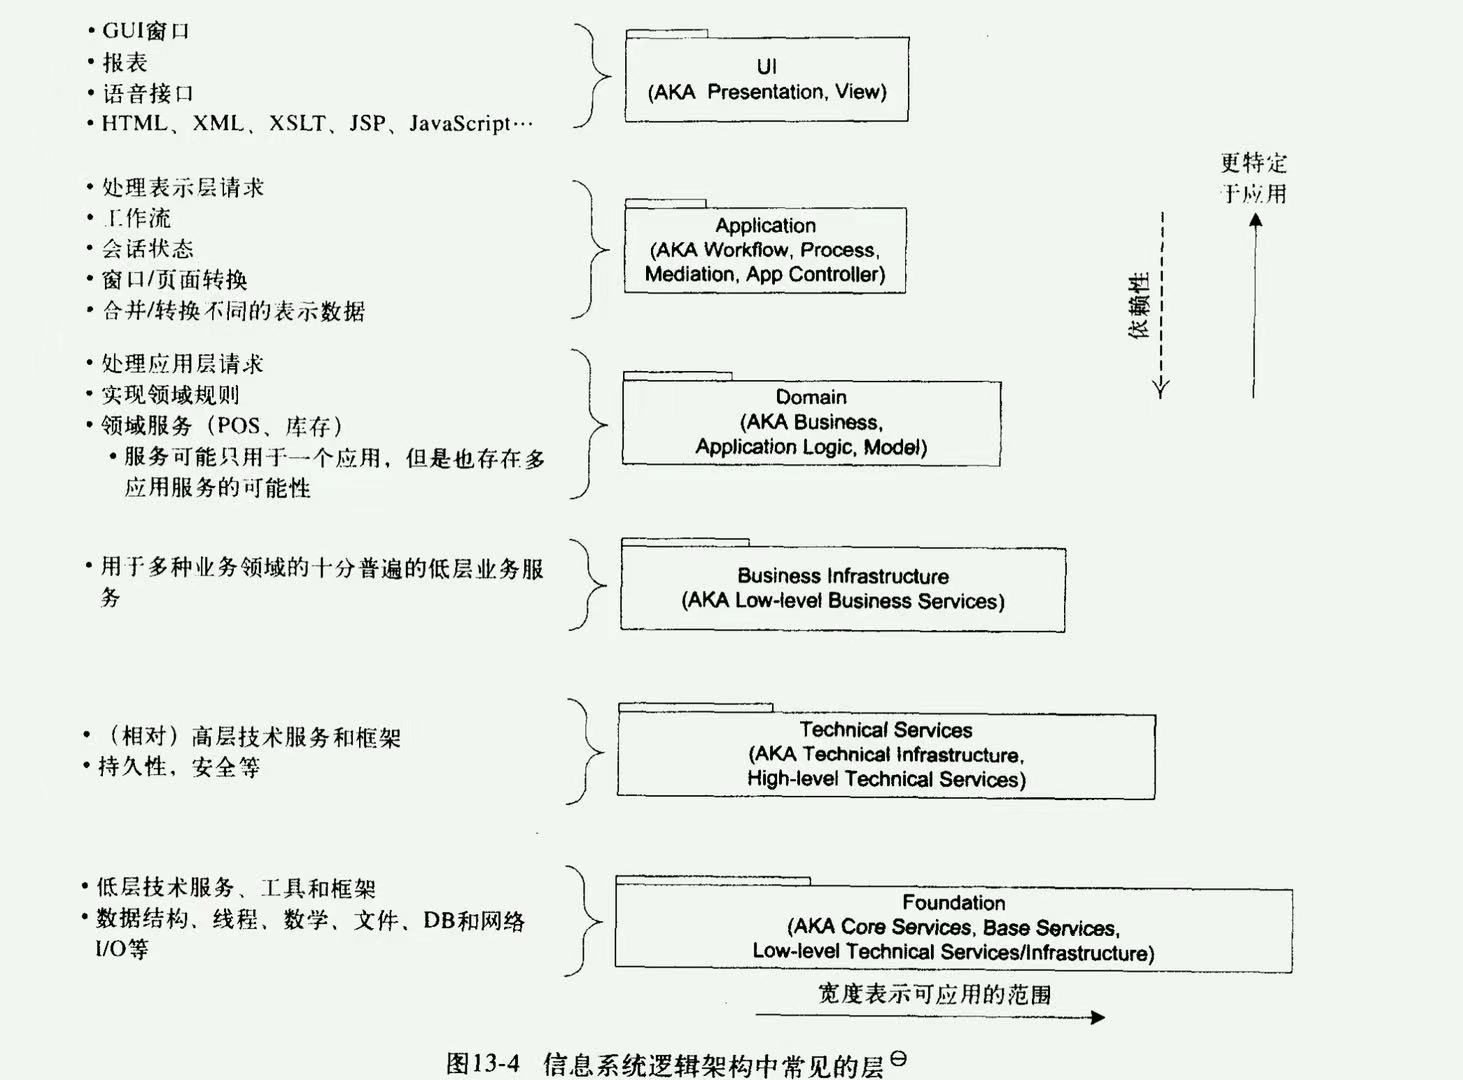 • GUI窗口
• 报表
• 语音接口
• HTML、XML、XSLT、JSP、JavaScript…
UI
(AKA Presentation, View)
更特定
于应用
• 处理表示层请求
• 工作流
• 会话状态
• 窗口/页面转换
• 合并/转换不同的表示数据
Application
(AKA Workflow, Process,
Mediation, App Controller)
依赖性
• 处理应用层请求
• 实现领域规则
• 领域服务（POS、库存）
• 服务可能只用于一个应用，但是也存在多
应用服务的可能性
Domain
(AKA Business,
Application Logic, Model)
• 用于多种业务领域的十分普遍的低层业务服
务
Business Infrastructure
(AKA Low-level Business Services)
• （相对）高层技术服务和框架
• 持久性，安全等
Technical Services
(AKA Technical Infrastructure,
High-level Technical Services)
• 低层技术服务、工具和框架
• 数据结构、线程、数学、文件、DB和网络
I/O等
Foundation
(AKA Core Services, Base Services,
Low-level Technical Services/Infrastructure)
宽度表示可应用的范围
图13-4 信息系统逻辑架构中常见的层㊀